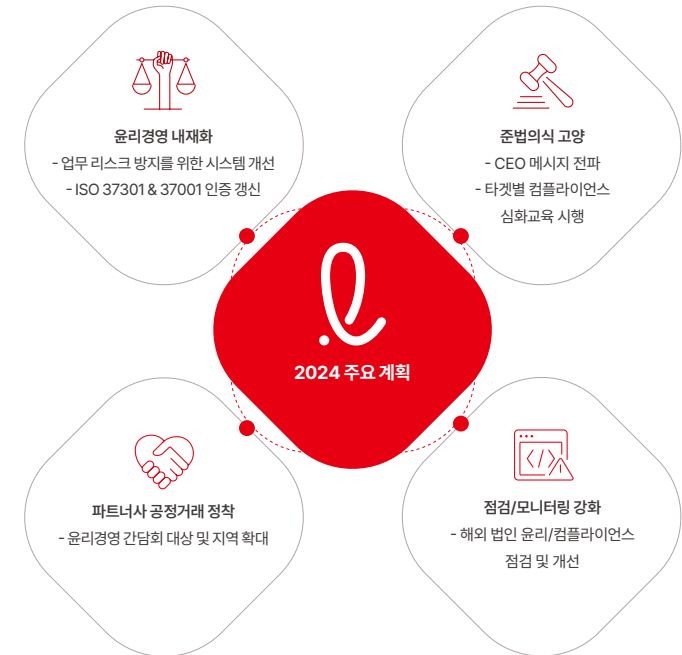 윤리경영 내재화
- 업무 리스크 방지를 위한 시스템 개선
- ISO 37301 & 37001 인증 갱신
준법의식 고양
- CEO 메시지 전파
- 타겟별 컴플라이언스
심화교육 시행
2024 주요 계획
파트너사 공정거래 정착
- 윤리경영 간담회 대상 및 지역 확대
점검/모니터링 강화
- 해외 법인 윤리/컴플라이언스
점검 및 개선